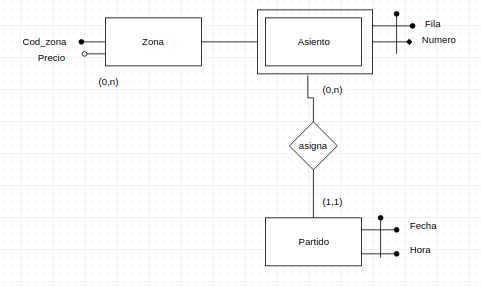 Cod_zona
Precio
Zona
(0,n)
Asiento
Fila
Numero
(0,n)
asigna
(1,1)
Partido
Fecha
Hora